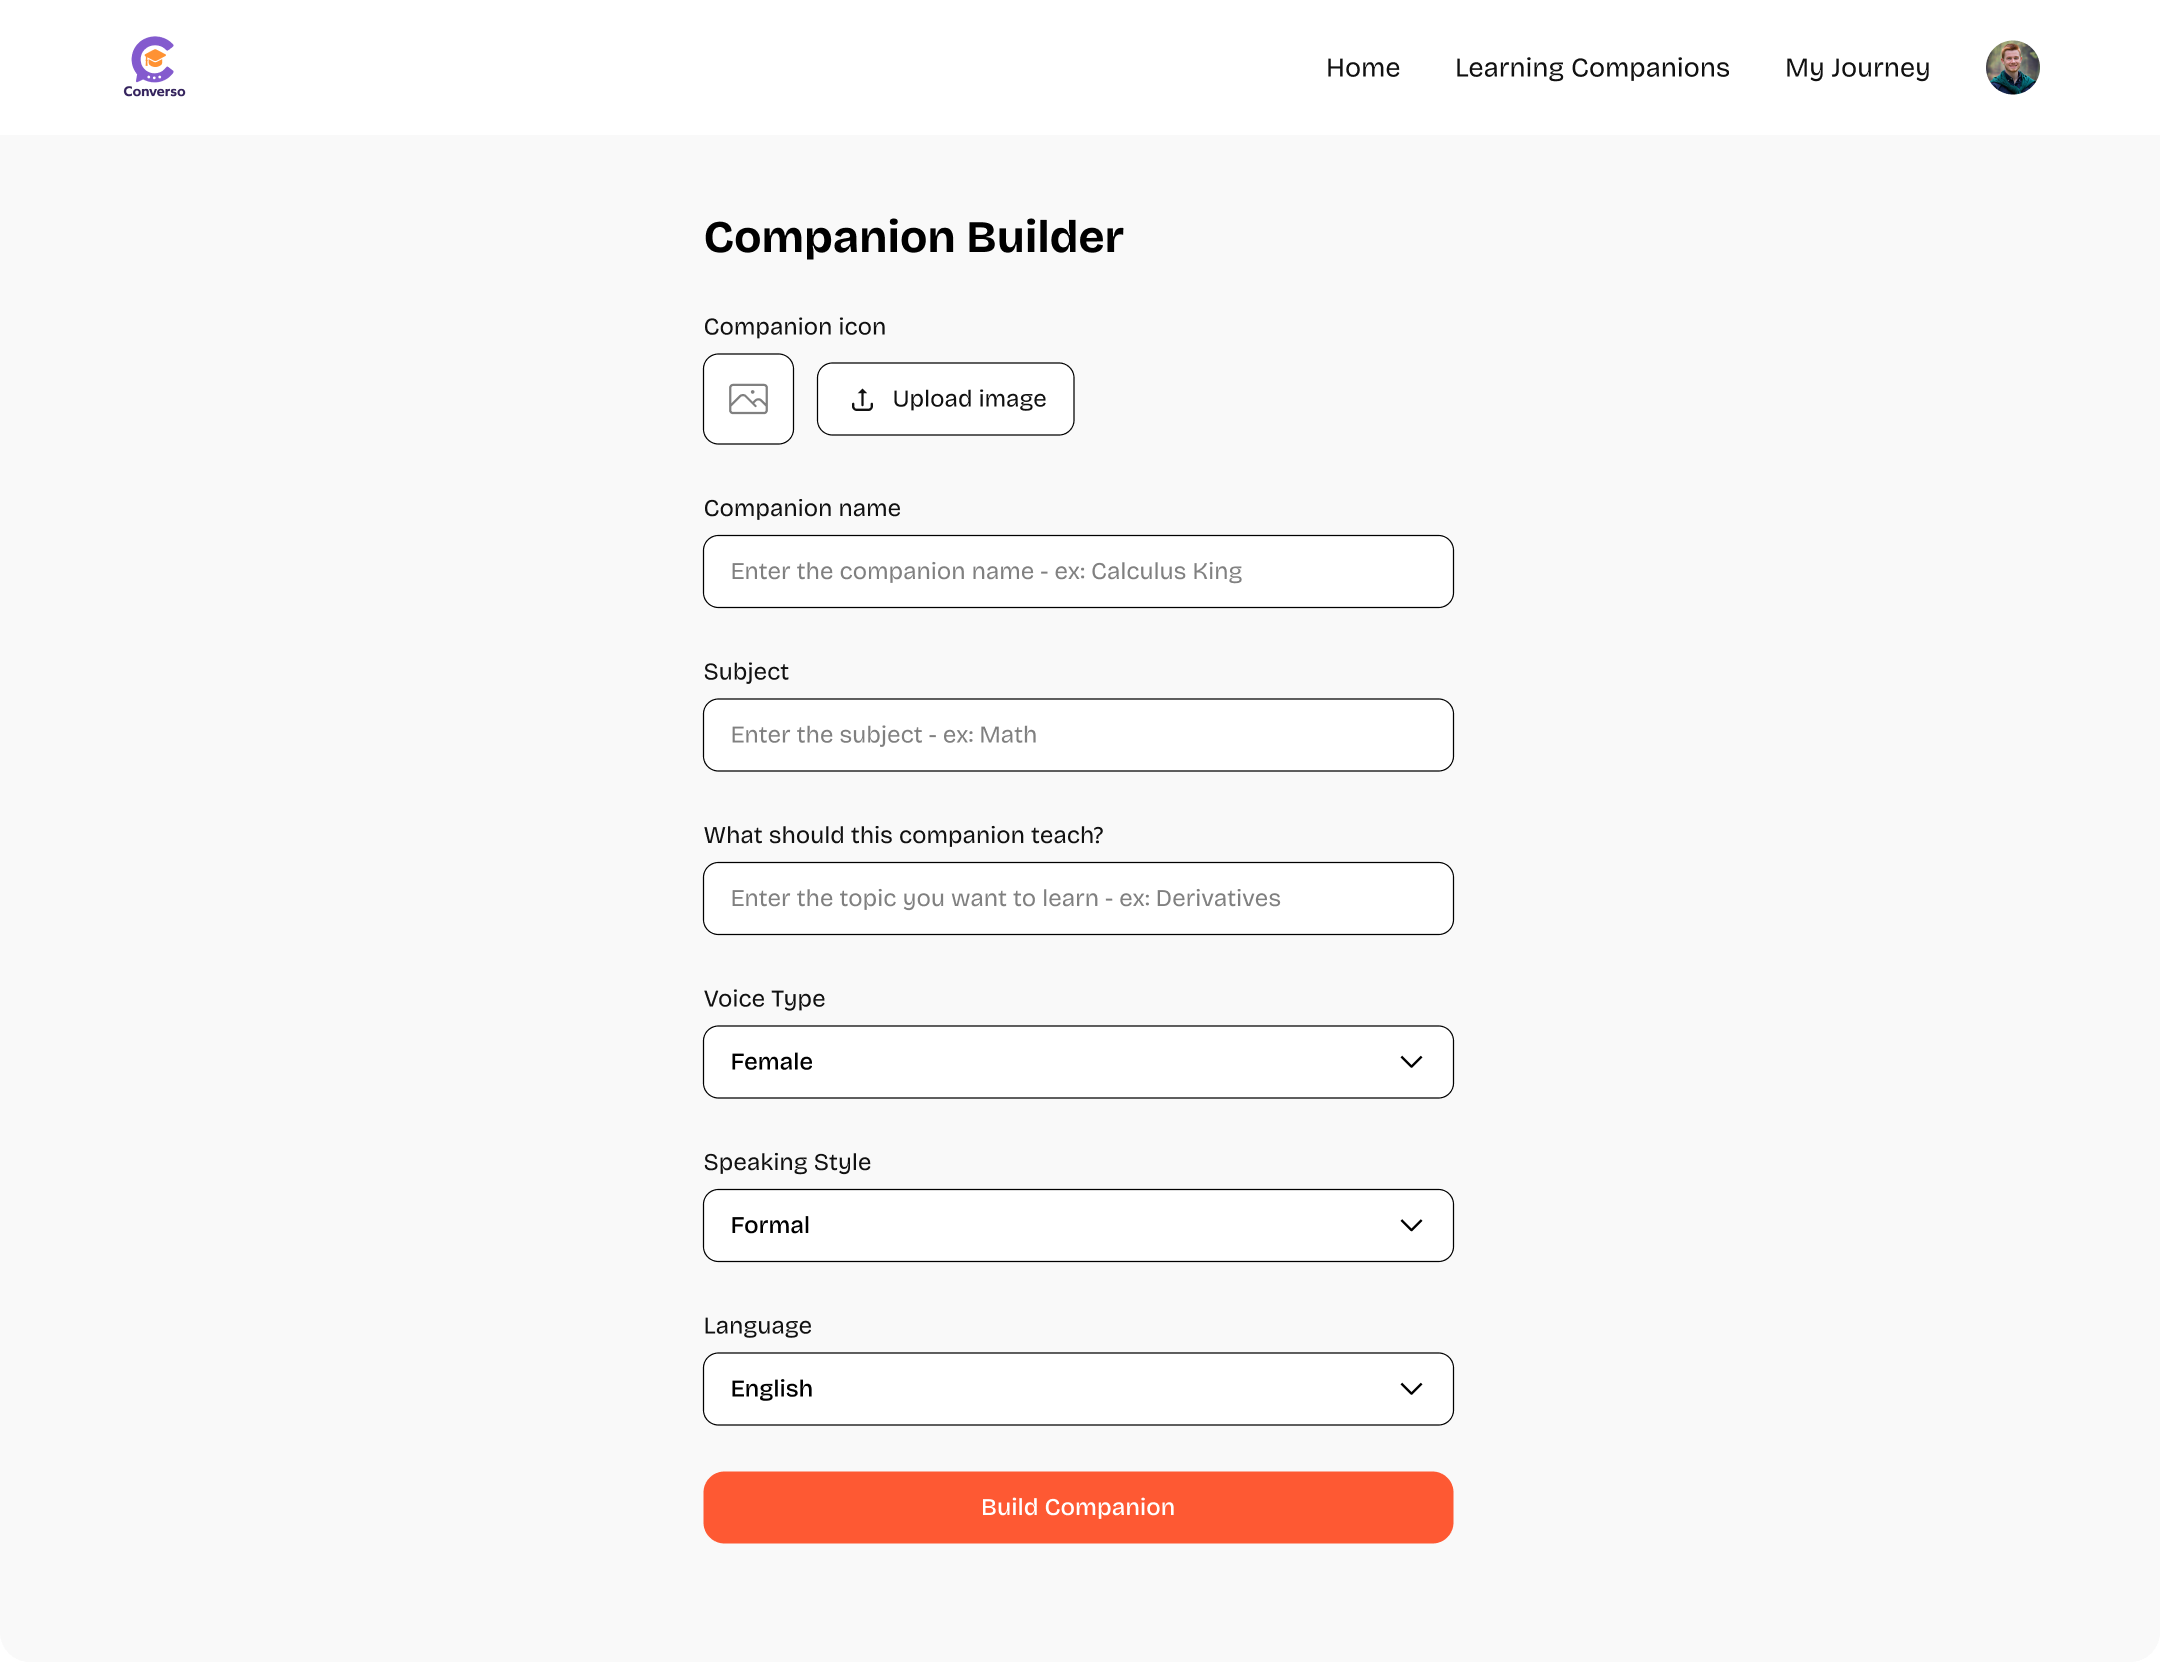 Converso
Home Learning Companions My Journey
Companion Builder
Companion icon
Upload image
Companion name
Enter the companion name - ex: Calculus King
Subject
Enter the subject - ex: Math
What should this companion teach?
Enter the topic you want to learn - ex: Derivatives
Voice Type
Female
Speaking Style
Formal
Language
English
Build Companion